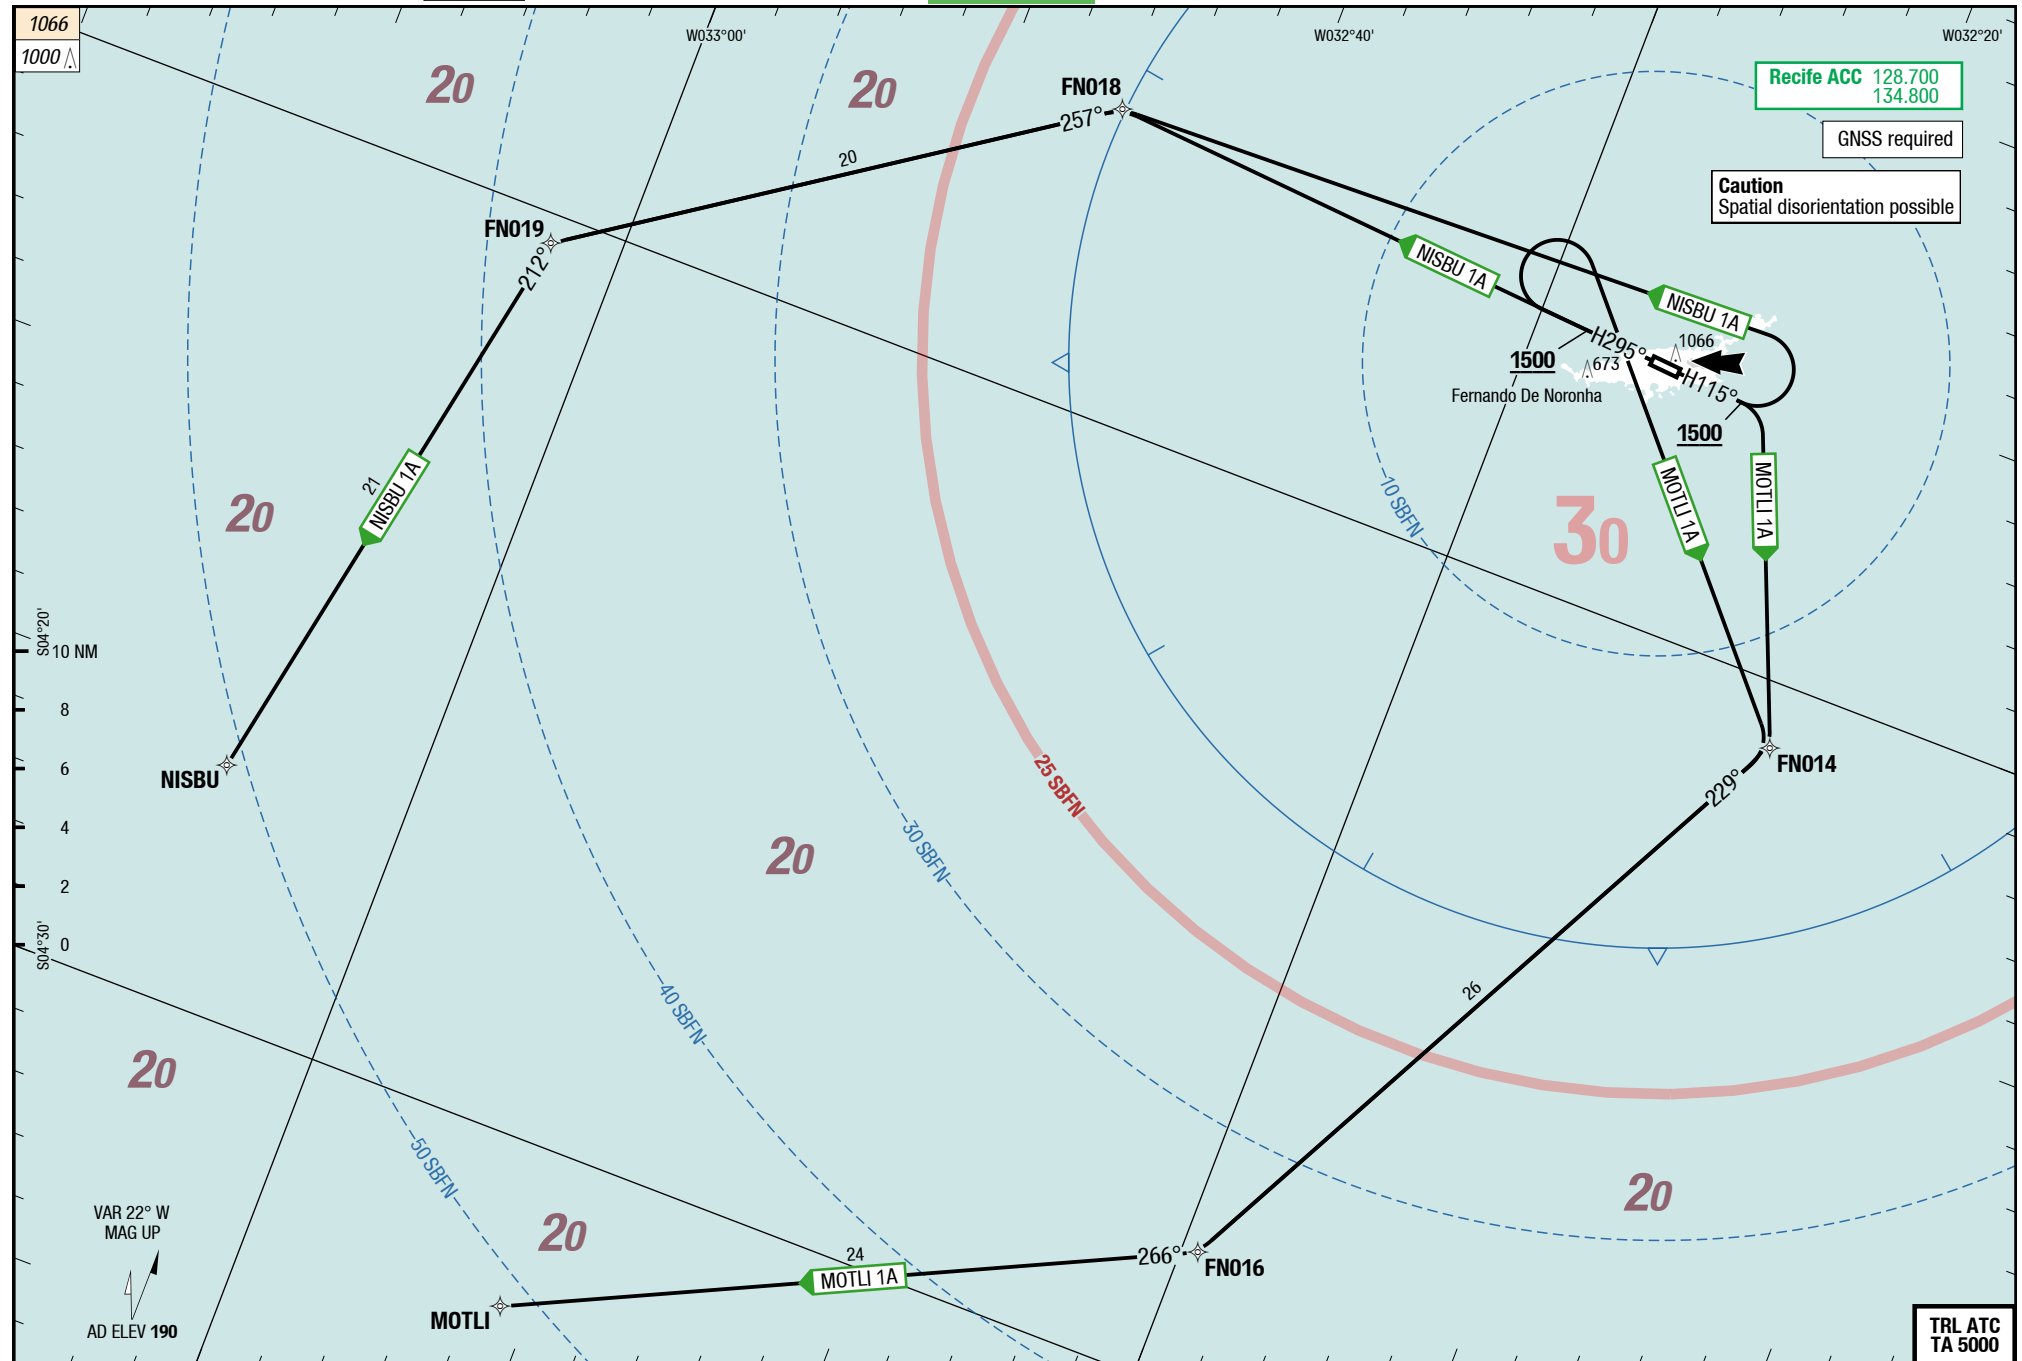 1066
1000
W033°00'
W032°40'
W032°20'
20
20
FN018
257°
Recife ACC 128.700
134.800
GNSS required
Caution
Spatial disorientation possible
20
FN019
212°
NISBU 1A
NISBU 1A
H295°
1066
1500
673
Fernando De Noronha
H115°
1500
21
NISBU 1A
20
10 SBFN
30
MOTLI 1A
MOTLI 1A
S04°20'
10 NM
8
6
4
2
0
S04°30'
NISBU
FN014
229°
25 SBFN
30 SBFN
20
40 SBFN
26
20
50 SBFN
20
20
VAR 22° W
MAG UP
AD ELEV 190
24
MOTLI 1A
266°
FN016
MOTLI
TRL ATC
TA 5000